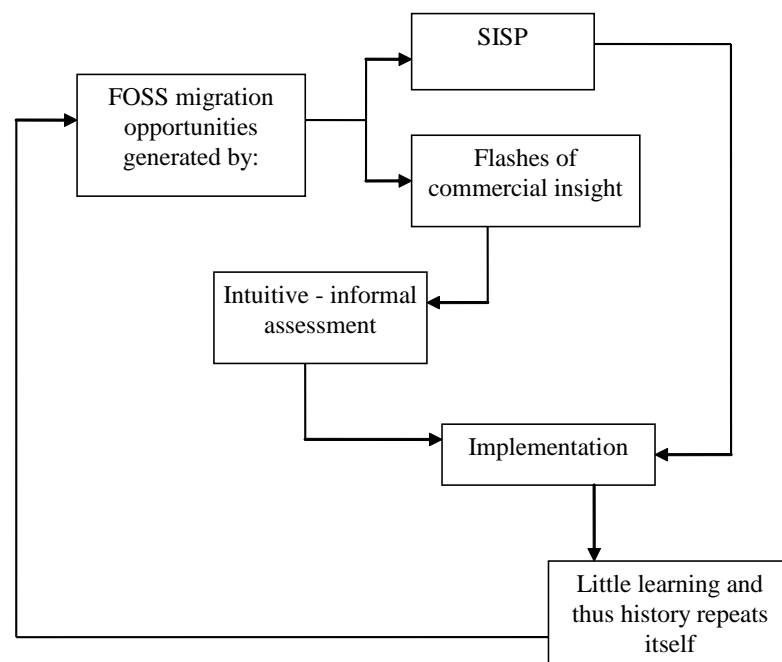 SISP
FOSS migration
opportunities
generated by:
Flashes of
commercial insight
Intuitive - informal
assessment
Implementation
Little learning and
thus history repeats
itself